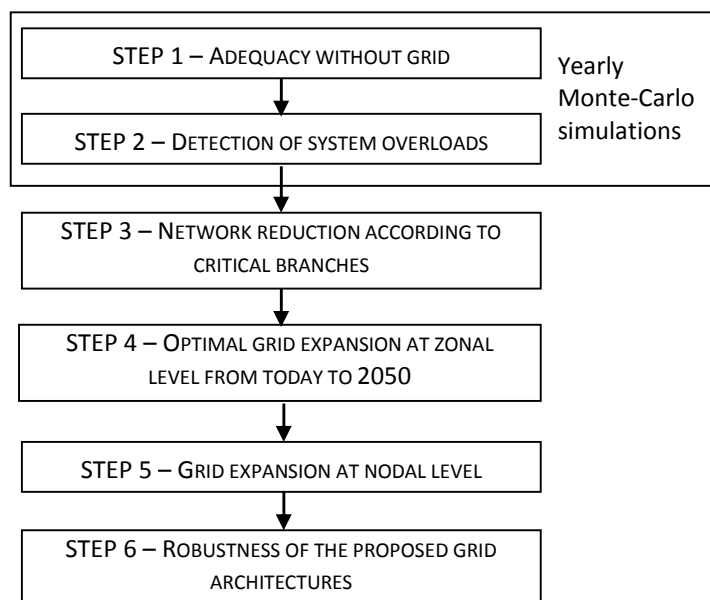 STEP 1 – ADEQUACY WITHOUT GRID
STEP 2 – DETECTION OF SYSTEM OVERLOADS
Yearly
Monte-Carlo
simulations
STEP 3 – NETWORK REDUCTION ACCORDING TO
CRITICAL BRANCHES
STEP 4 – OPTIMAL GRID EXPANSION AT ZONAL
LEVEL FROM TODAY TO 2050
STEP 5 – GRID EXPANSION AT NODAL LEVEL
STEP 6 – ROBUSTNESS OF THE PROPOSED GRID
ARCHITECTURES